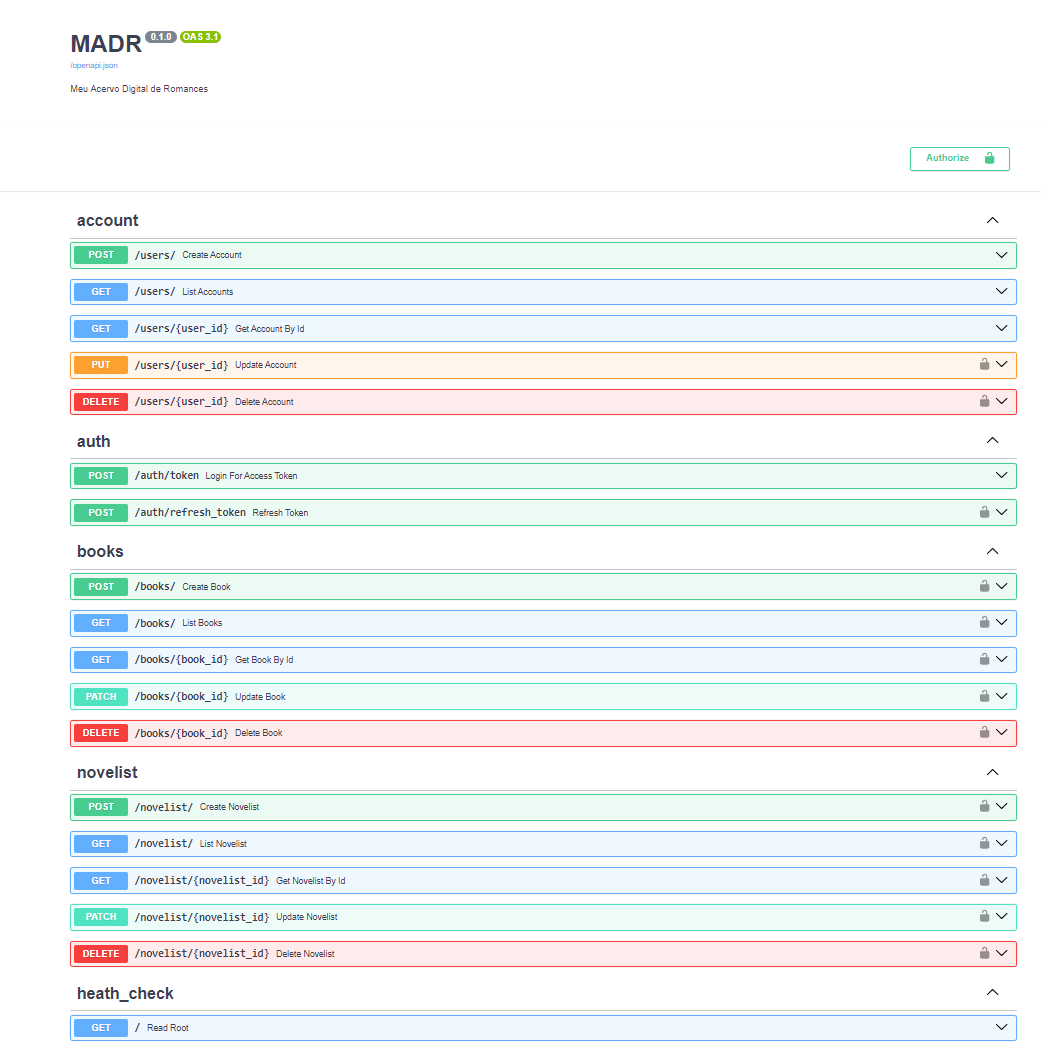 MADR 0.1.0 OAS 3.1
/openapi.json
Meu Acervo Digital de Romances
Authorize
account
POST /users/ Create Account
GET /users/ List Accounts
GET /users/{user_id} Get Account By Id
PUT /users/{user_id} Update Account
DELETE /users/{user_id} Delete Account
auth
POST /auth/token Login For Access Token
POST /auth/refresh_token Refresh Token
books
POST /books/ Create Book
GET /books/ List Books
GET /books/{book_id} Get Book By Id
PATCH /books/{book_id} Update Book
DELETE /books/{book_id} Delete Book
novelist
POST /novelist/ Create Novelist
GET /novelist/ List Novelist
GET /novelist/{novelist_id} Get Novelist By Id
PATCH /novelist/{novelist_id} Update Novelist
DELETE /novelist/{novelist_id} Delete Novelist
heath_check
GET / Read Root